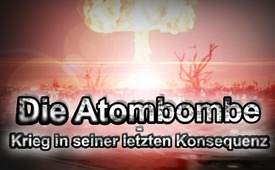 Die Atombombe
-
Krieg in seiner letzten Konsequenz